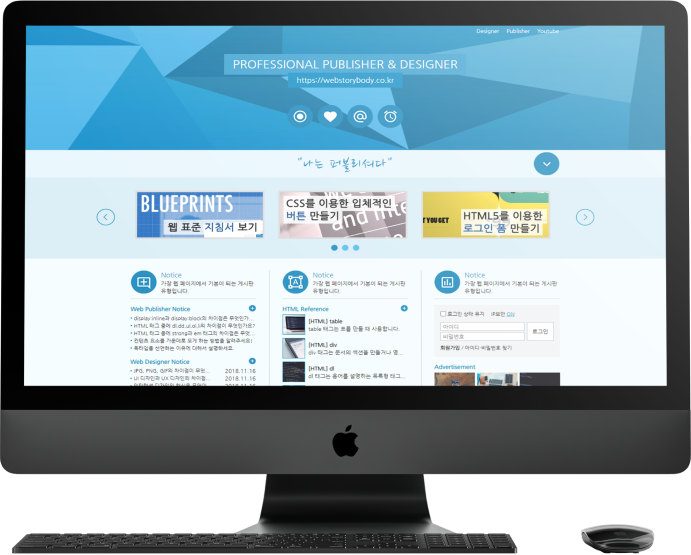 Designer Publisher Youtube
PROFESSIONAL PUBLISHER & DESIGNER
https://webstorybody.co.kr
"나는 퍼블리셔다"
BLUEPRINTS
웹 표준 지침서 보기
CSS를 이용한 입체적인
버튼 만들기
and inte
T YOU GET
HTML5를 이용한
로그인 폼 만들기
Notice
가장 웹 페이지에서 기본이 되는 게시판
유형입니다.
Notice
가장 웹 페이지에서 기본이 되는 게시판
유형입니다.
Notice
가장 웹 페이지에서 기본이 되는 게시판
유형입니다.
Web Publisher Notice
• display inline과 display block의 차이점은 무엇인가...
• HTML 태그 중에 dl,dd,ul,ol,li의 차이점이 무엇인가요?
• HTML 태그 중에 strong과 em 태그의 차이점은 무엇...
• 컨텐츠 요소를 가운데로 오게 하는 방법을 알려주세요!
• 독타입을 선언하는 이유에 대해서 설명하세요.
Web Designer Notice
• JPG, PNG, GIF의 차이점이 무엇... 2018.11.16
• UI 디자인과 UX 디자인의 차이점... 2018.11.16
2018.11.16
HTML Reference
[HTML] table
table 태그는 표를 만들 때 사용합니다.
[HTML] div
div 태그는 문서의 섹션을 만들거나 명...
[HTML] dl
dl 태그는 용어를 설명하는 목록형 태그...
로그인 상태 유지 IP보안 ON
아이디
비밀번호
로그인
회원가입 / 아이디·비밀번호 찾기
Advertisement